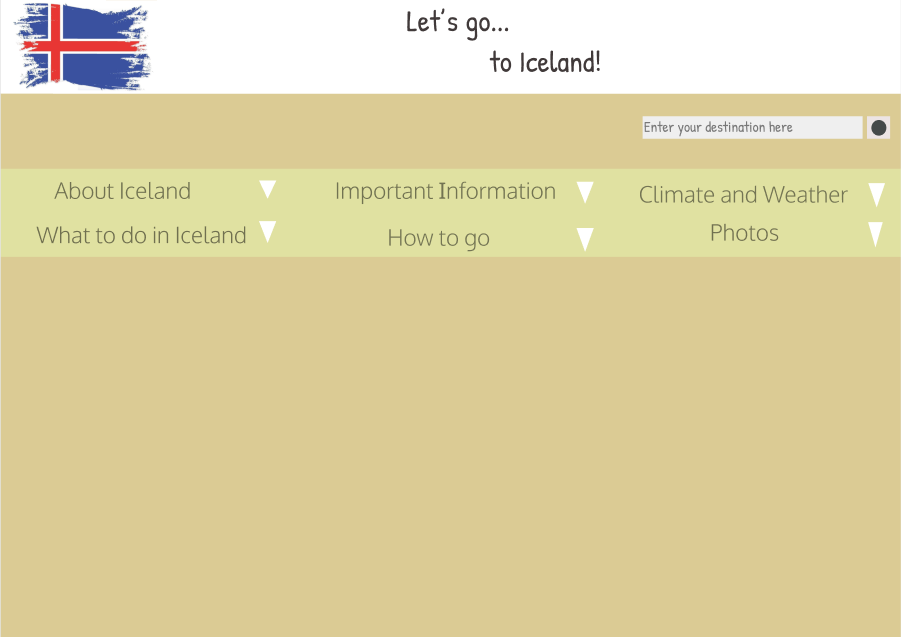 Let's go...
to Iceland!
Enter your destination here
About Iceland
Important Information
Climate and Weather
What to do in Iceland
How to go
Photos